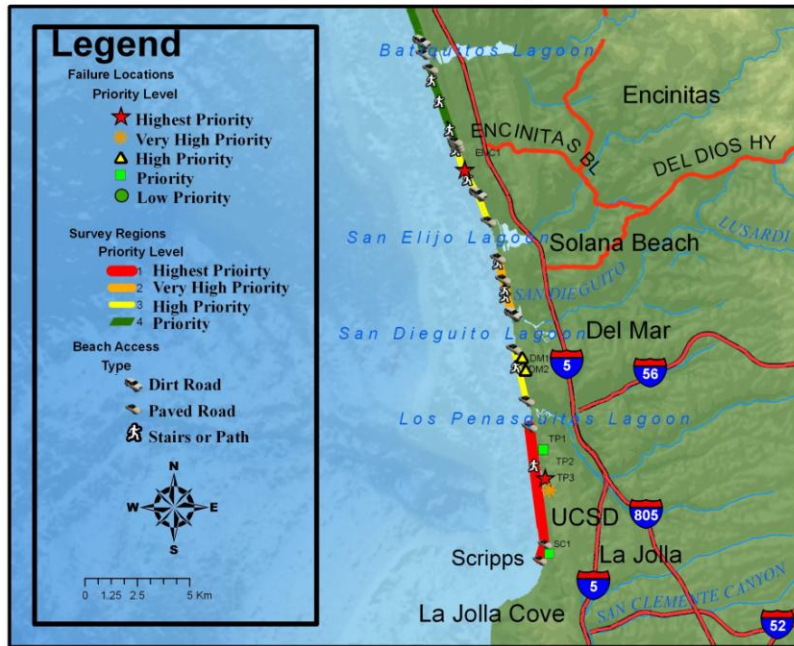 Legend
Failure Locations
Priority Level
Highest Priority
Very High Priority
High Priority
Priority
Low Priority
Survey Regions
Priority Level
1 Highest Prioirty
2 Very High Priority
3 High Priority
4 Priority
Beach Access
Type
Dirt Road
Paved Road
Stairs or Path
N
W E
S
0 1.25 2.5 5 Km
Batiquitos Lagoon
Encinitas
ENC1
ENCINITAS BL
DEL DIOS HY
LUSARDI
San Elijo Lagoon
Solana Beach
SAN DIEGUITO
San Dieguito Lagoon
Del Mar
DM1
DM2
5
56
Los Penasquitos Lagoon
TP1
TP2
TP3
UCSD
805
SC1
Scripps
La Jolla
5
La Jolla Cove
SAN CLEMENTE CANYON
52